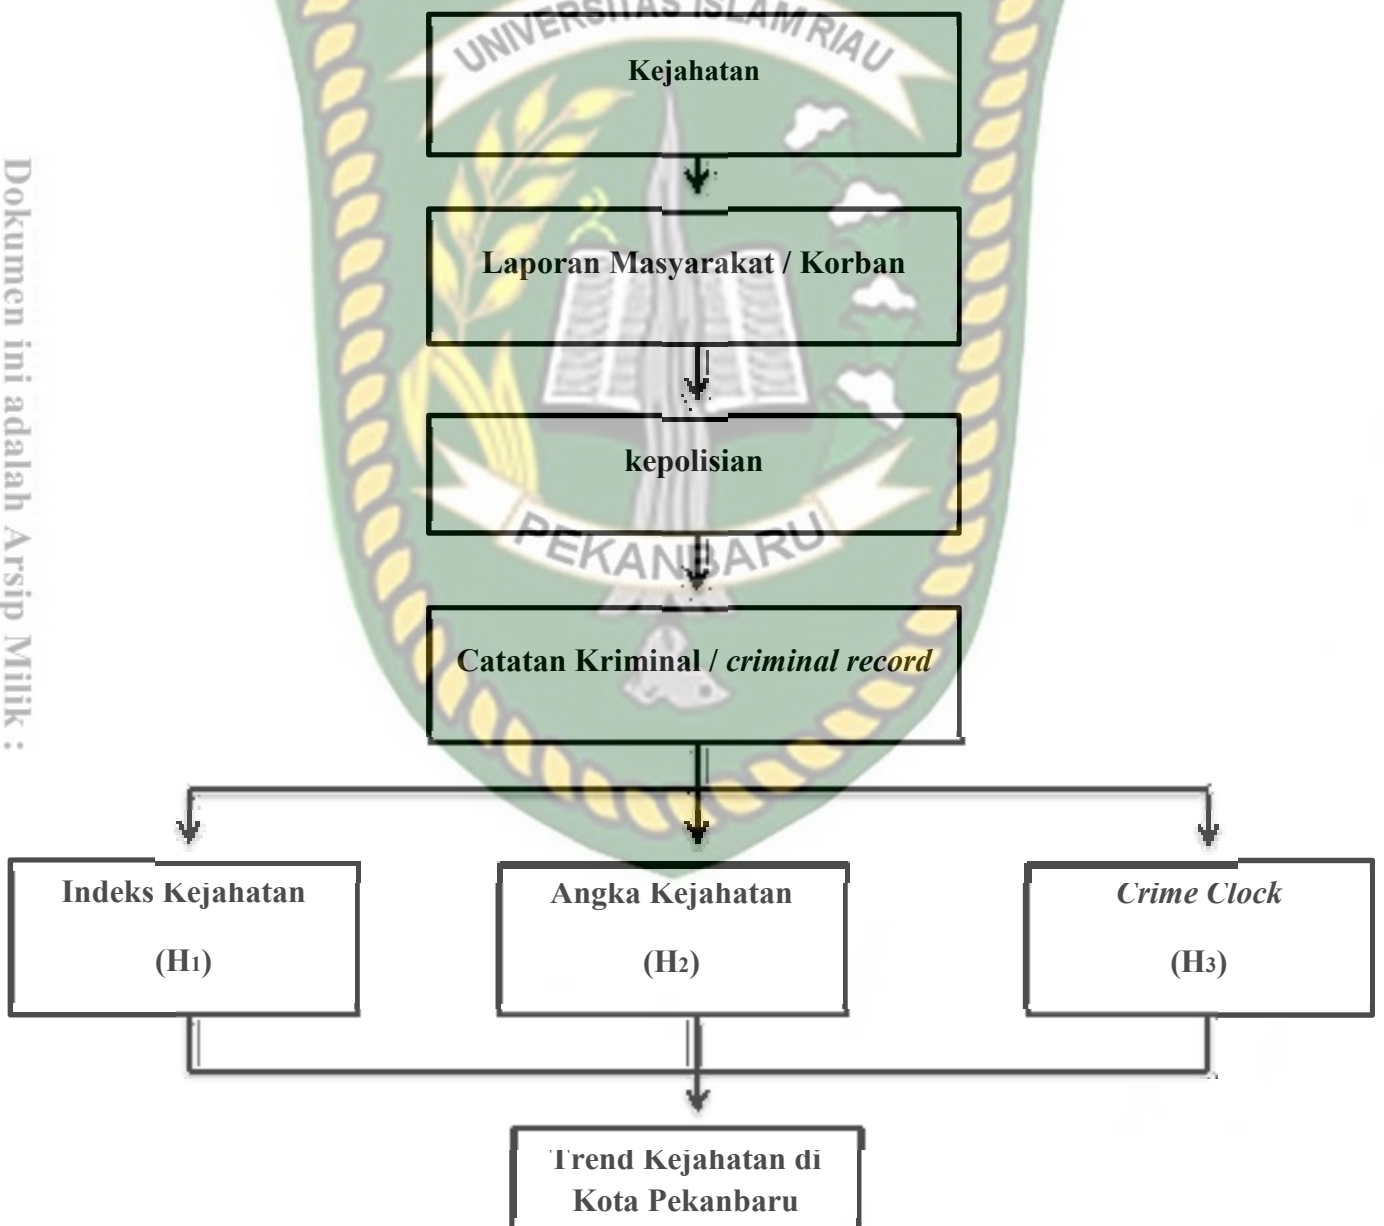 UNIVERSITAS ISLAM RIAU
Kejahatan
Laporan Masyarakat / Korban
kepolisian
PEKANBARU
Catatan Kriminal / criminal record
Indeks Kejahatan
(H1)
Angka Kejahatan
(H2)
Crime Clock
(H3)
Trend Kejahatan di
Kota Pekanbaru
Dokumen ini adalah Arsip Milik :